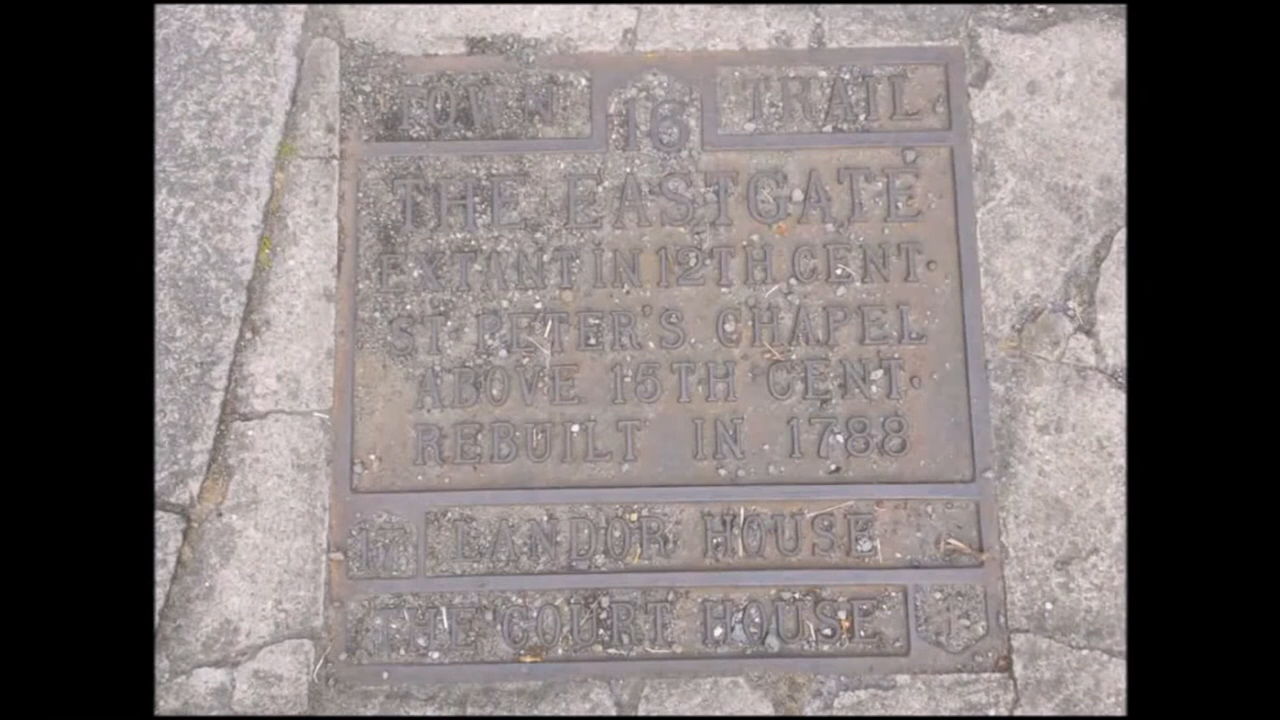 TOWN 16 TRAIL
THE EASTGATE
EXTANT IN 12TH CENT.
ST PETER'S CHAPEL
ABOVE 15TH CENT.
REBUILT IN 1788
17 LANDOR HOUSE
THE COURT HOUSE 1